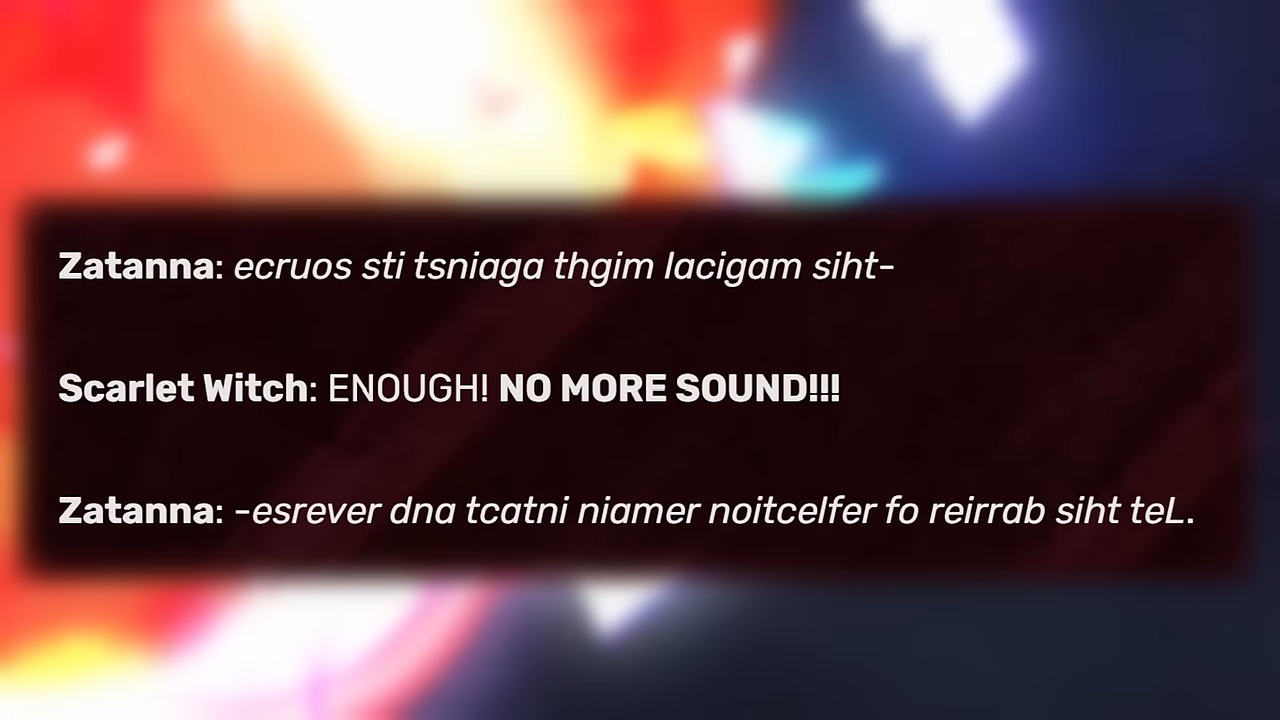 Zatanna: ecruos sti tsniaga thgim lacigam siht-
Scarlet Witch: ENOUGH! NO MORE SOUND!!!
Zatanna: -esrever dna tcatni niamer noitcelfer fo reirrab siht teL.